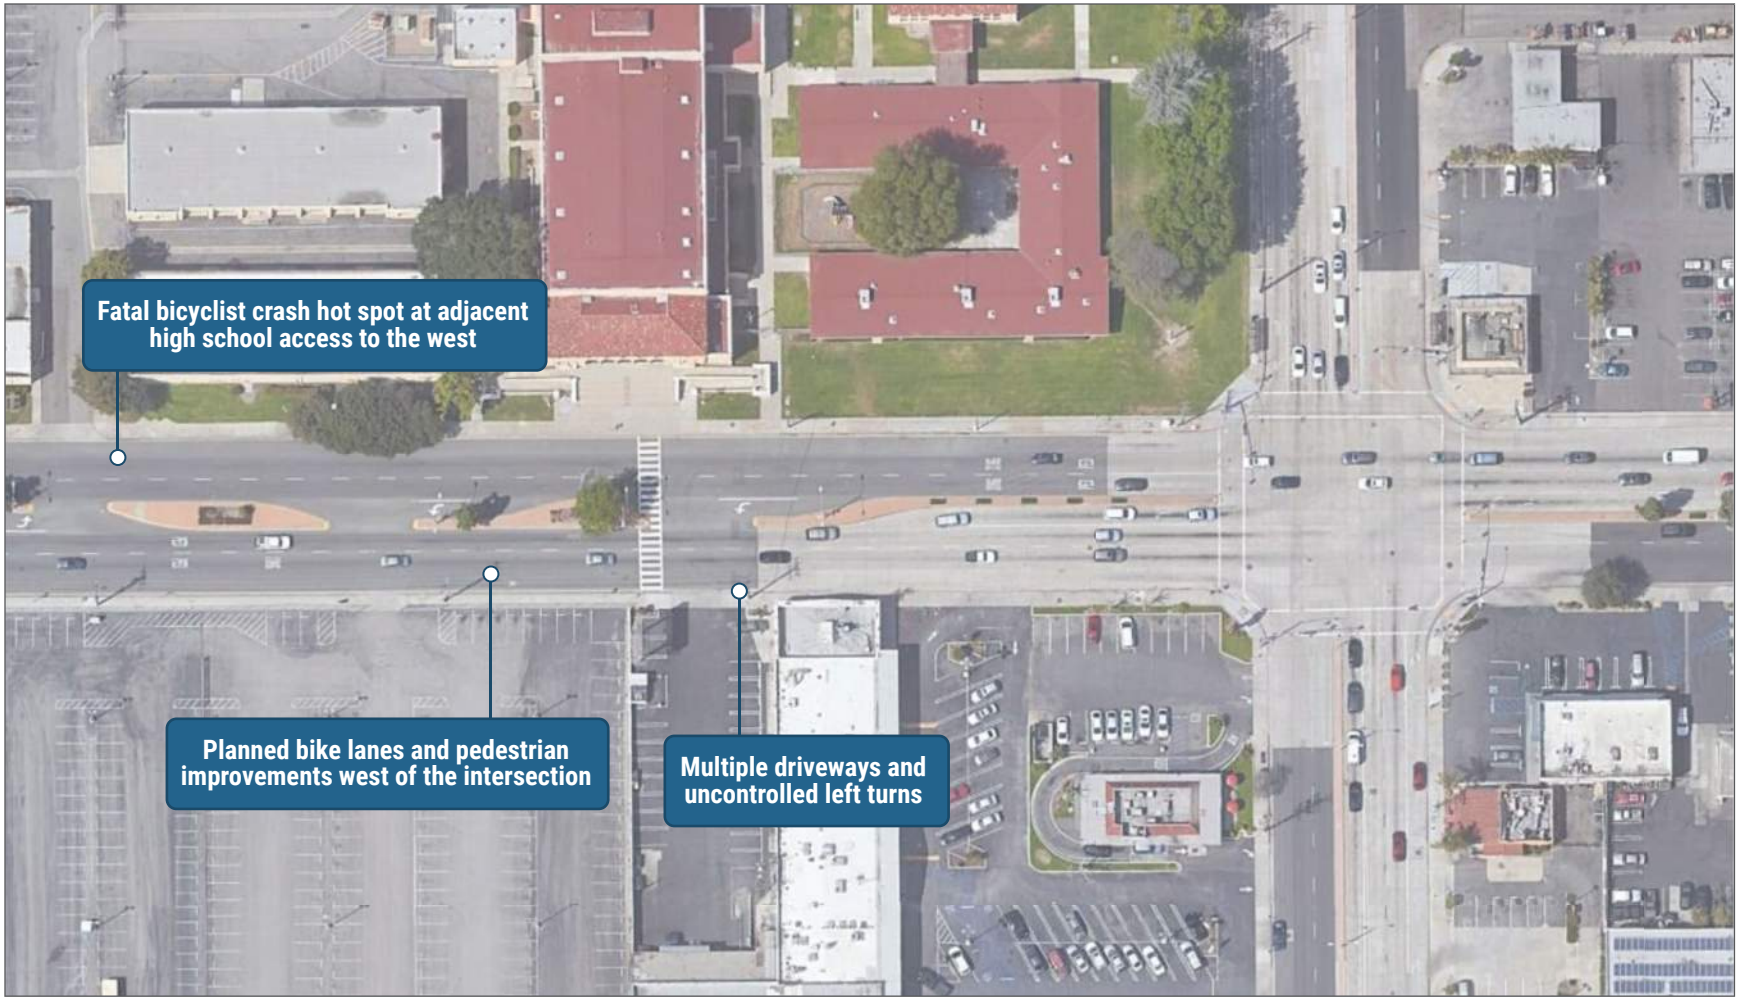 Fatal bicyclist crash hot spot at adjacent
high school access to the west
Planned bike lanes and pedestrian
improvements west of the intersection
Multiple driveways and
uncontrolled left turns